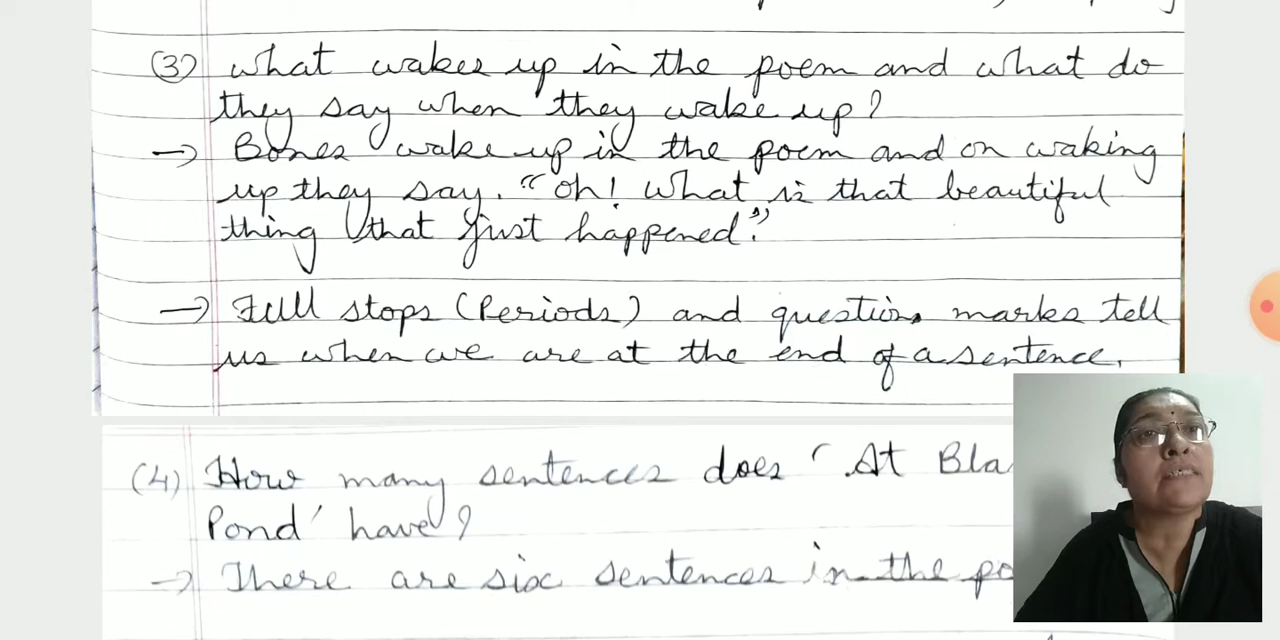 (3) What wakes up in the poem and what do
they say when they wake up?
→ Bones wake up in the poem and on waking
up they say. "Oh! What is that beautiful
thing that just happened."
→ Full stops (Periods) and question marks tell
us when we are at the end of a sentence.
(4) How many sentences does 'At Bla
Pond' have?
→ There are six sentences in the po